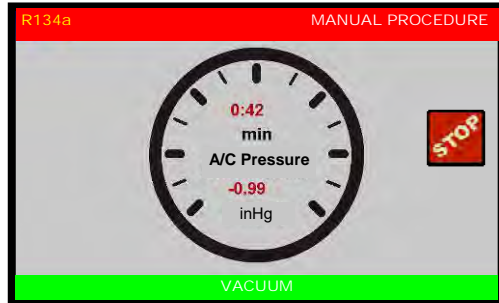 R134a MANUAL PROCEDURE
0:42
min
A/C Pressure
-0.99
inHg
STOP
VACUUM